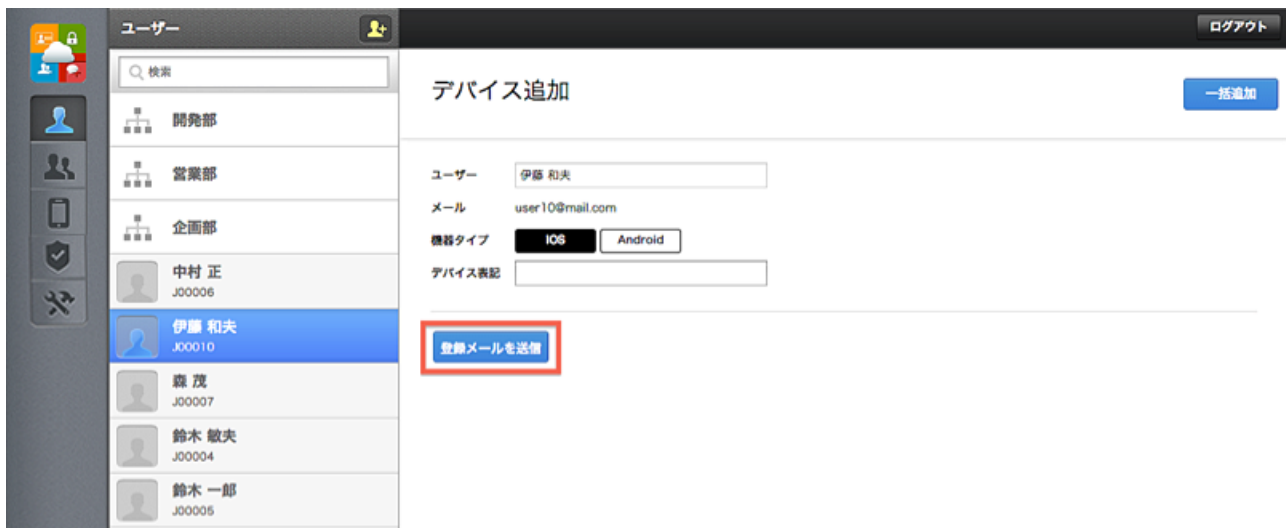 ユーザー
検索
開発部
営業部
企画部
中村 正
J00006
伊藤 和夫
J00010
森 茂
J00007
鈴木 敏夫
J00004
鈴木 一郎
J00005
ログアウト
デバイス追加
一括追加
ユーザー 伊藤 和夫
メール user10@mail.com
機器タイプ iOS Android
デバイス表記
登録メールを送信